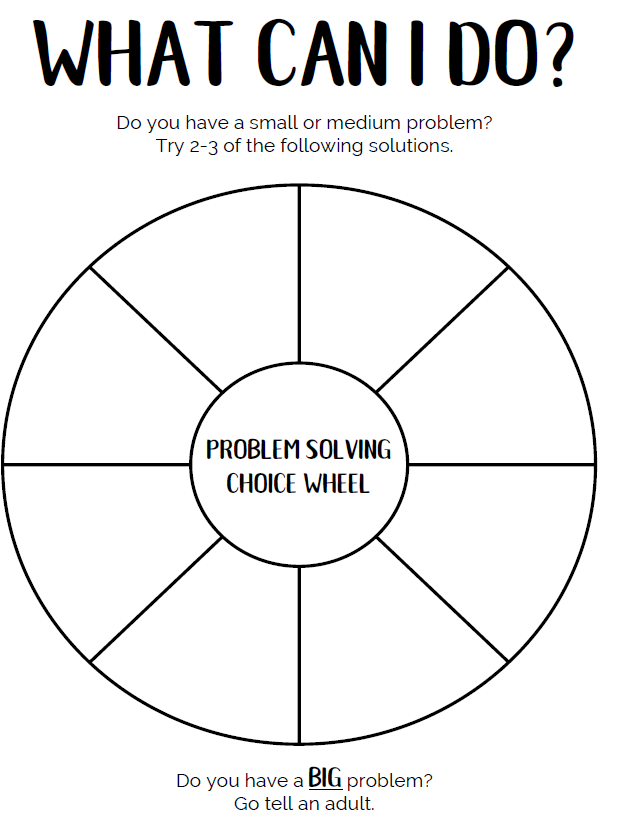 WHAT CAN I DO?
Do you have a small or medium problem?
Try 2-3 of the following solutions.
PROBLEM SOLVING
CHOICE WHEEL
Do you have a BIG problem?
Go tell an adult.